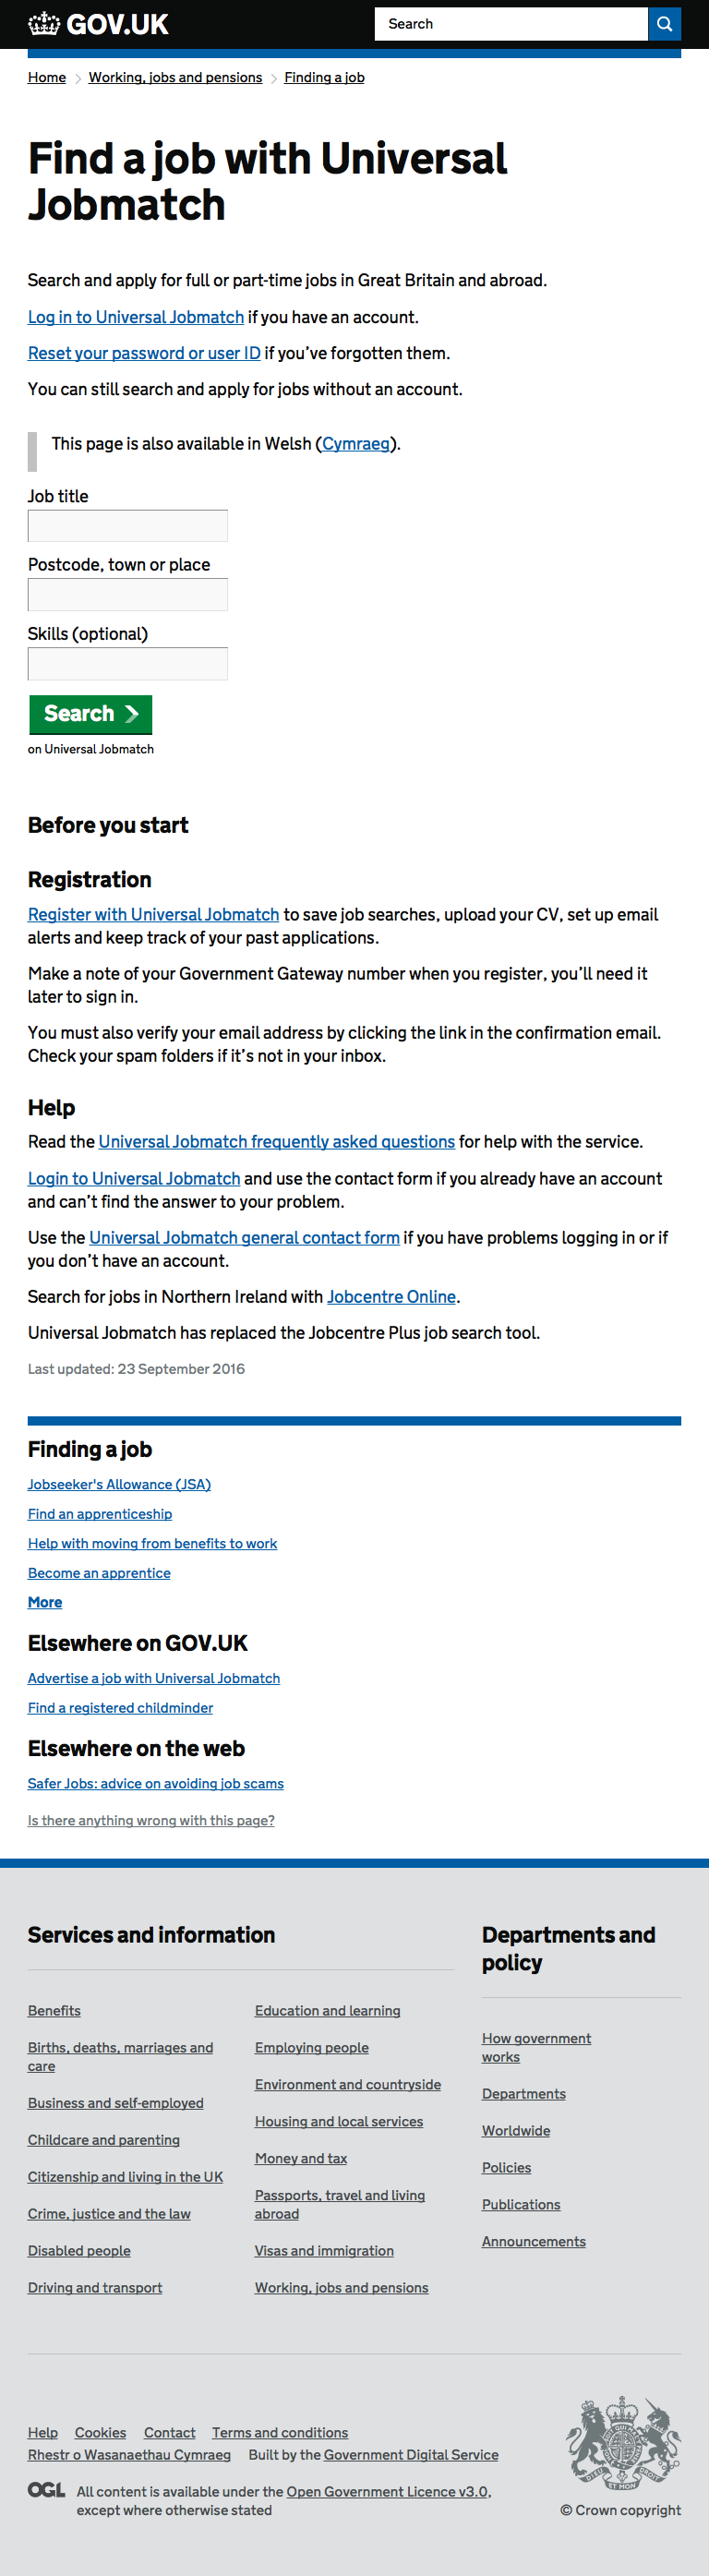 GOV.UK
Search
Home
Working, jobs and pensions
Finding a job
Find a job with Universal
Jobmatch
Search and apply for full or part-time jobs in Great Britain and abroad.
Log in to Universal Jobmatch if you have an account.
Reset your password or user ID if you’ve forgotten them.
You can still search and apply for jobs without an account.
This page is also available in Welsh (Cymraeg).
Job title
Postcode, town or place
Skills (optional)
Search
on Universal Jobmatch
Before you start
Registration
Register with Universal Jobmatch to save job searches, upload your CV, set up email
alerts and keep track of your past applications.
Make a note of your Government Gateway number when you register, you’ll need it
later to sign in.
You must also verify your email address by clicking the link in the confirmation email.
Check your spam folders if it’s not in your inbox.
Help
Read the Universal Jobmatch frequently asked questions for help with the service.
Login to Universal Jobmatch and use the contact form if you already have an account
and can’t find the answer to your problem.
Use the Universal Jobmatch general contact form if you have problems logging in or if
you don’t have an account.
Search for jobs in Northern Ireland with Jobcentre Online.
Universal Jobmatch has replaced the Jobcentre Plus job search tool.
Last updated: 23 September 2016
Finding a job
Jobseeker's Allowance (JSA)
Find an apprenticeship
Help with moving from benefits to work
Become an apprentice
More
Elsewhere on GOV.UK
Advertise a job with Universal Jobmatch
Find a registered childminder
Elsewhere on the web
Safer Jobs: advice on avoiding job scams
Is there anything wrong with this page?
Services and information
Benefits
Births, deaths, marriages and
care
Business and self-employed
Childcare and parenting
Citizenship and living in the UK
Crime, justice and the law
Disabled people
Driving and transport
Education and learning
Employing people
Environment and countryside
Housing and local services
Money and tax
Passports, travel and living
abroad
Visas and immigration
Working, jobs and pensions
Departments and
policy
How government
works
Departments
Worldwide
Policies
Publications
Announcements
Help
Cookies
Contact
Terms and conditions
Rhestr o Wasanaethau Cymraeg
Built by the Government Digital Service
OGL
All content is available under the Open Government Licence v3.0,
except where otherwise stated
© Crown copyright